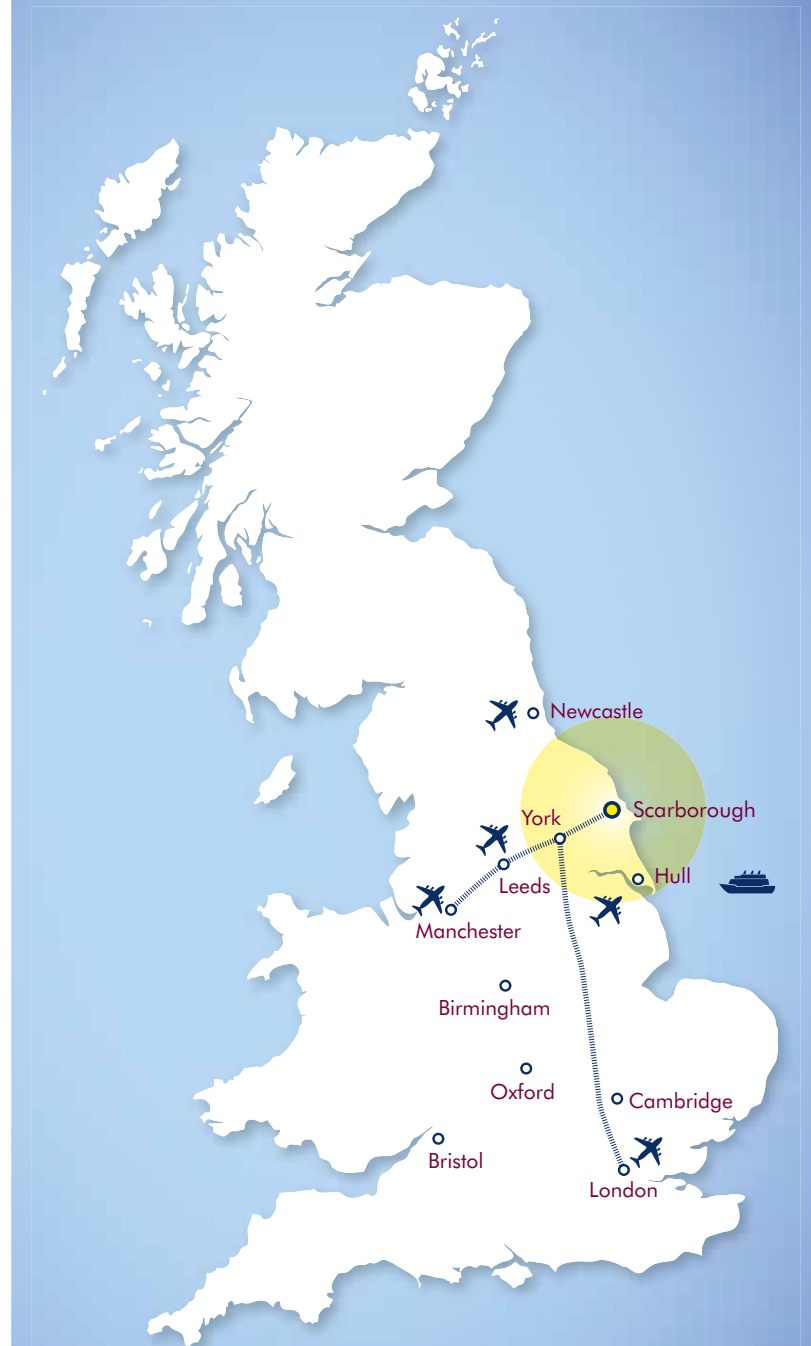 Newcastle
Scarborough
York
Hull
Leeds
Manchester
Birmingham
Oxford
Cambridge
Bristol
London